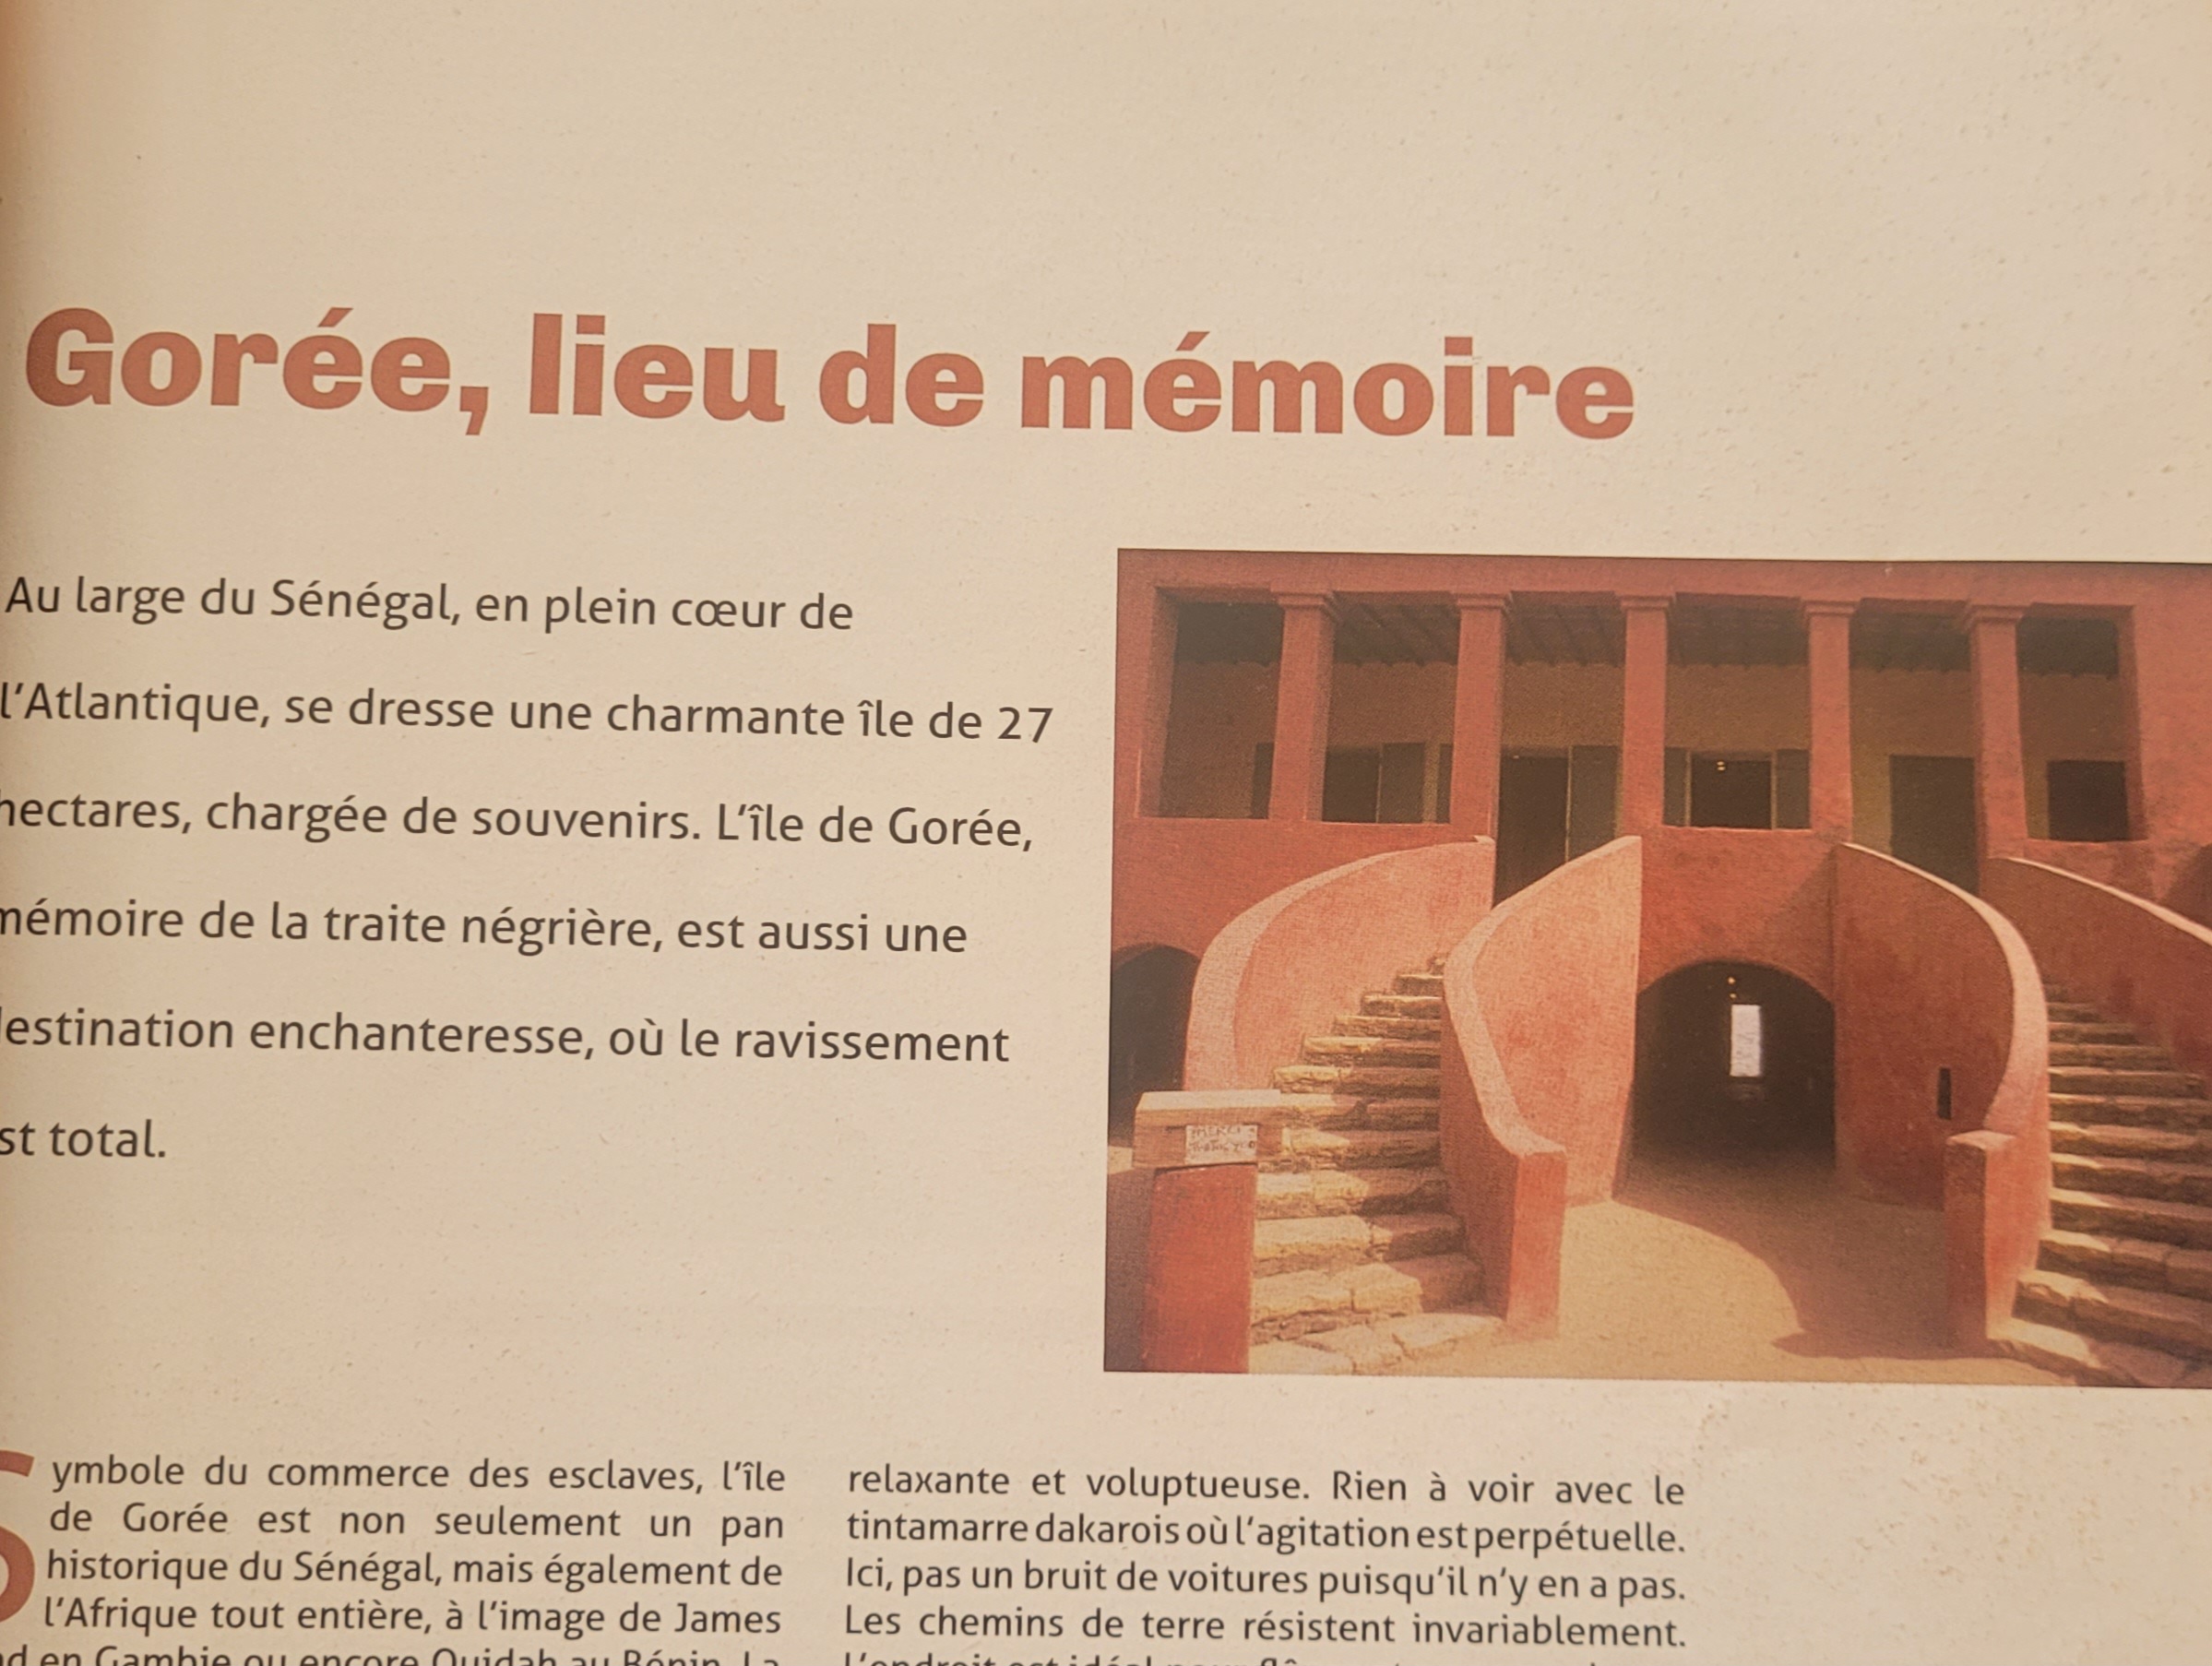 Gorée, lieu de mémoire
Au large du Sénégal, en plein cœur de
l'Atlantique, se dresse une charmante île de 27
hectares, chargée de souvenirs. L'île de Gorée,
mémoire de la traite négrière, est aussi une
destination enchanteresse, où le ravissement
est total.
MERCI
Symbole du commerce des esclaves, l'île
de Gorée est non seulement un pan
historique du Sénégal, mais également de
l'Afrique tout entière, à l'image de James
en Gambie ou encore Ouidah au Bénin. La
relaxante et voluptueuse. Rien à voir avec le
tintamarre dakarois où l'agitation est perpétuelle.
Ici, pas un bruit de voitures puisqu'il n'y en a pas.
Les chemins de terre résistent invariablement.
L'endroit est idéal pour